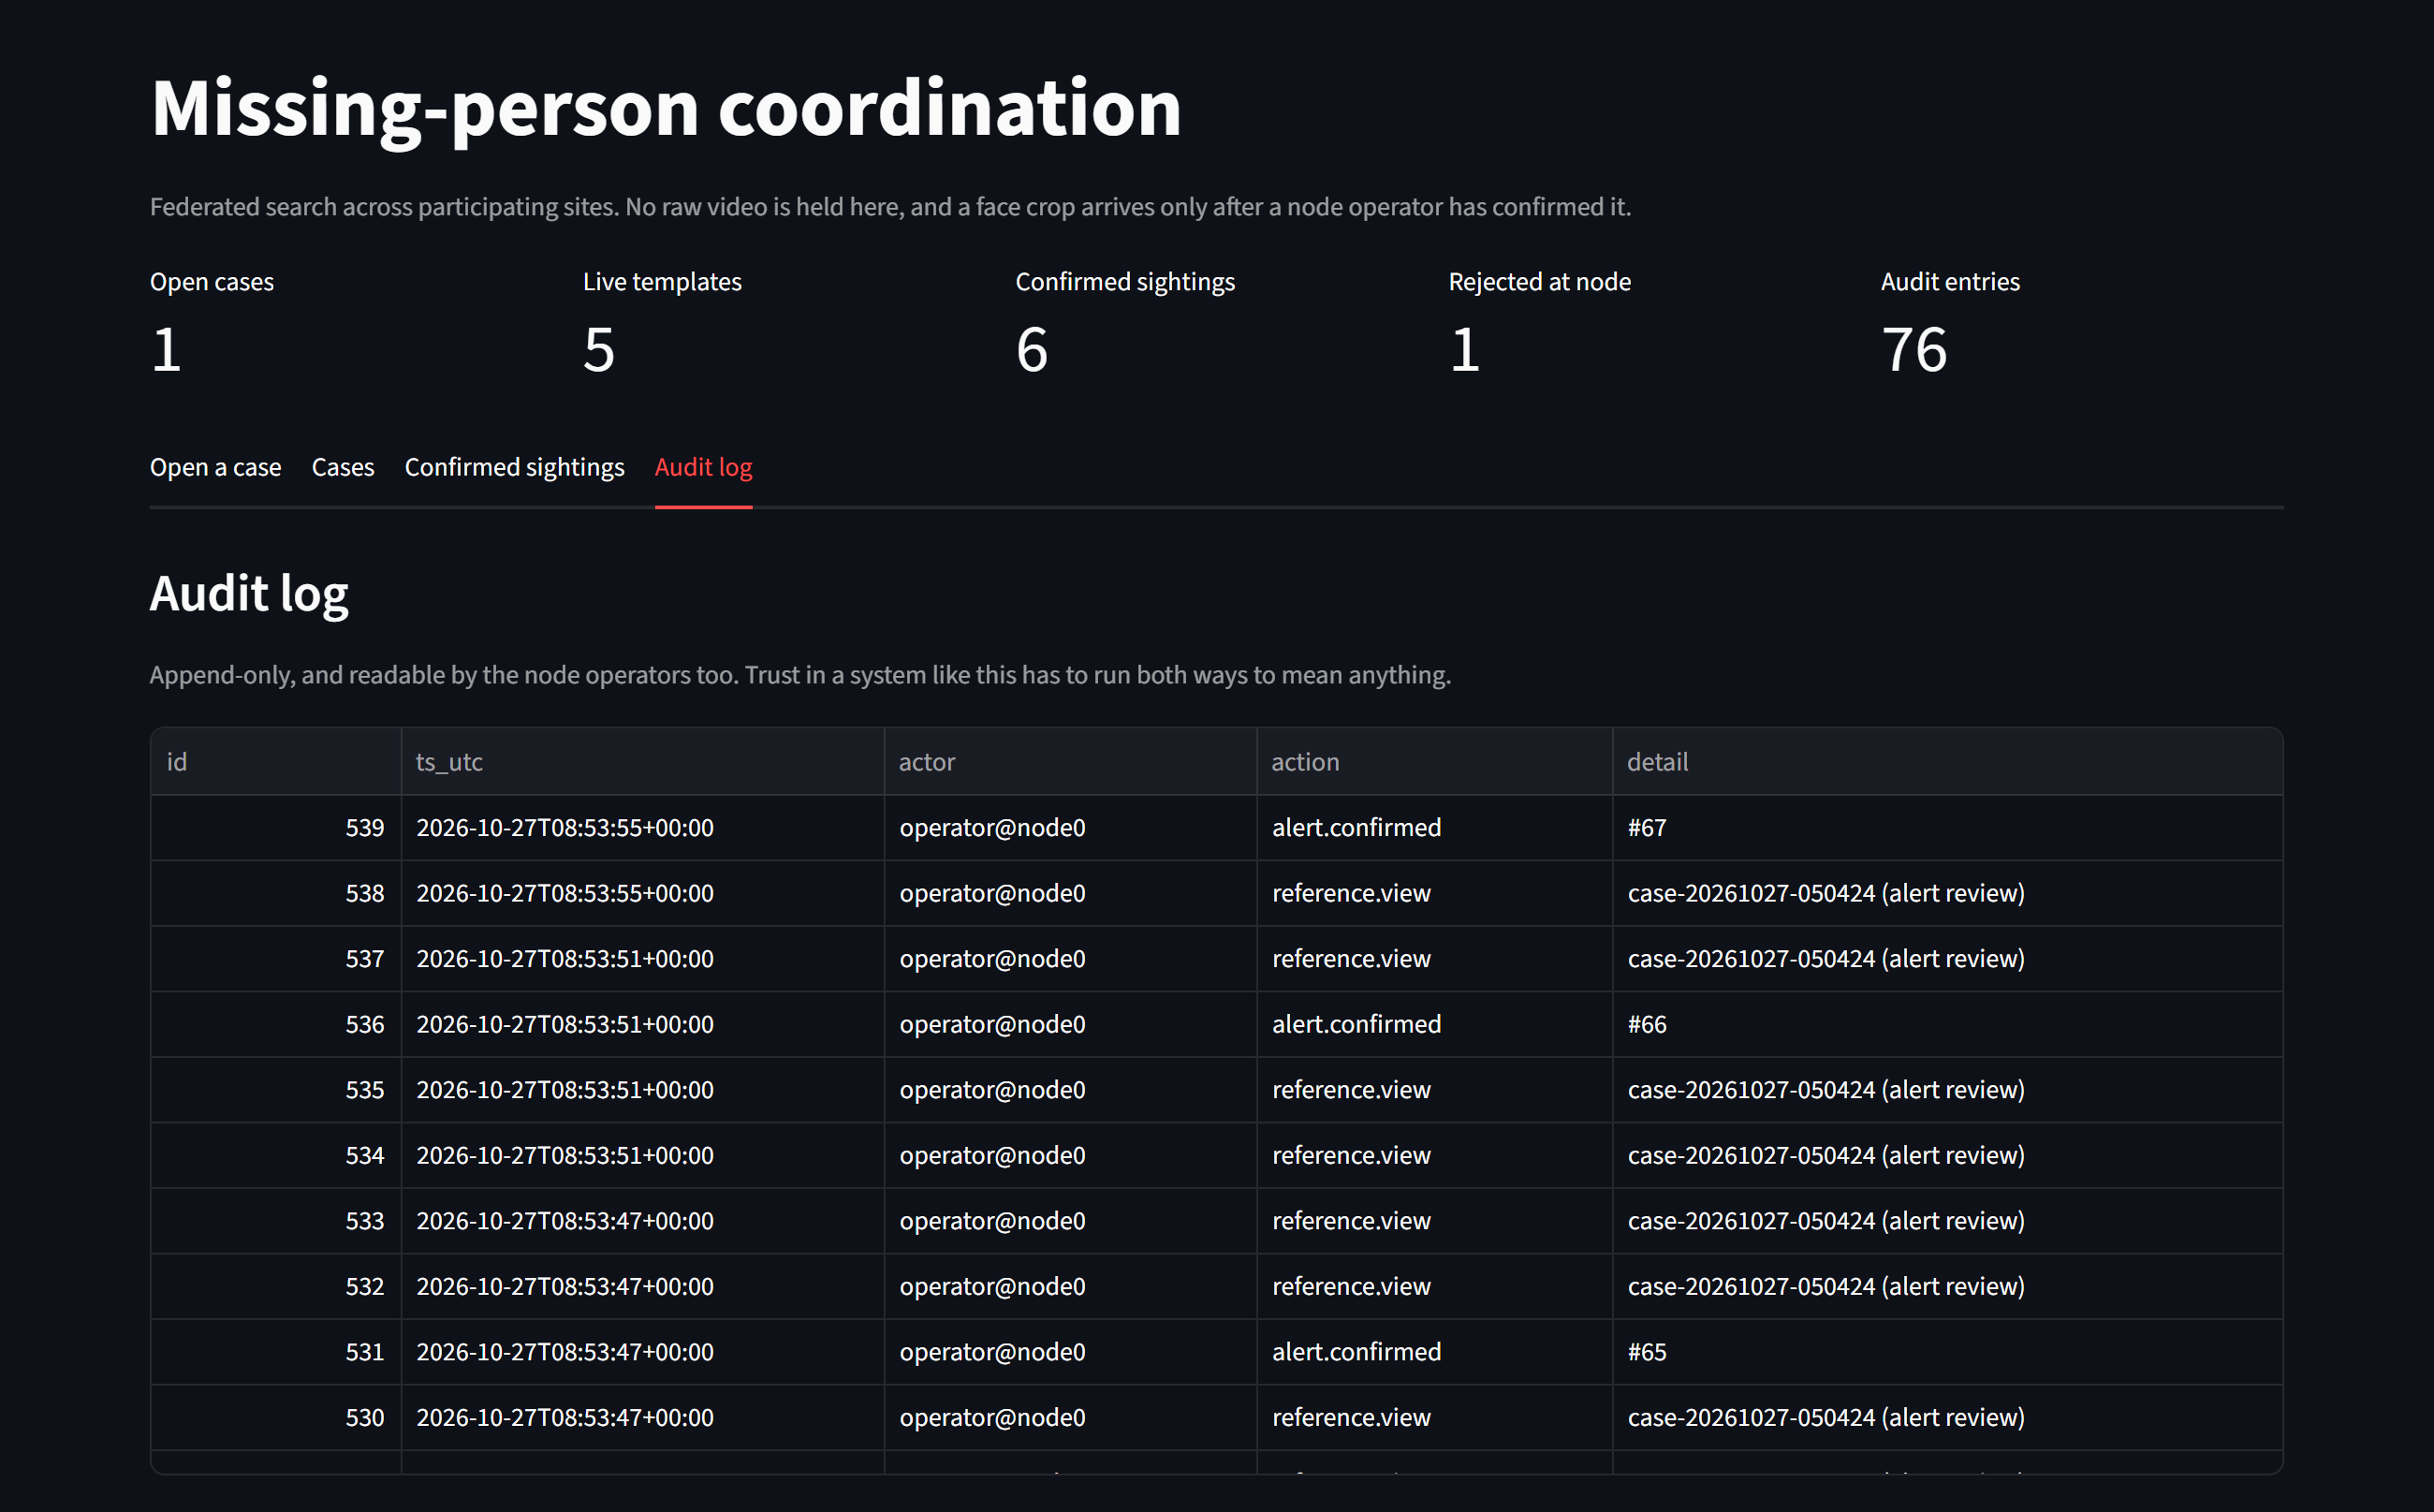 Missing-person coordination
Federated search across participating sites. No raw video is held here, and a face crop arrives only after a node operator has confirmed it.
Open cases Live templates Confirmed sightings Rejected at node Audit entries
1 5 6 1 76
Open a case Cases Confirmed sightings Audit log
Audit log
Append-only, and readable by the node operators too. Trust in a system like this has to run both ways to mean anything.
id ts_utc actor action detail
539 2026-10-27T08:53:55+00:00 operator@node0 alert.confirmed #67
538 2026-10-27T08:53:55+00:00 operator@node0 reference.view case-20261027-050424 (alert review)
537 2026-10-27T08:53:51+00:00 operator@node0 reference.view case-20261027-050424 (alert review)
536 2026-10-27T08:53:51+00:00 operator@node0 alert.confirmed #66
535 2026-10-27T08:53:51+00:00 operator@node0 reference.view case-20261027-050424 (alert review)
534 2026-10-27T08:53:51+00:00 operator@node0 reference.view case-20261027-050424 (alert review)
533 2026-10-27T08:53:47+00:00 operator@node0 reference.view case-20261027-050424 (alert review)
532 2026-10-27T08:53:47+00:00 operator@node0 reference.view case-20261027-050424 (alert review)
531 2026-10-27T08:53:47+00:00 operator@node0 alert.confirmed #65
530 2026-10-27T08:53:47+00:00 operator@node0 reference.view case-20261027-050424 (alert review)